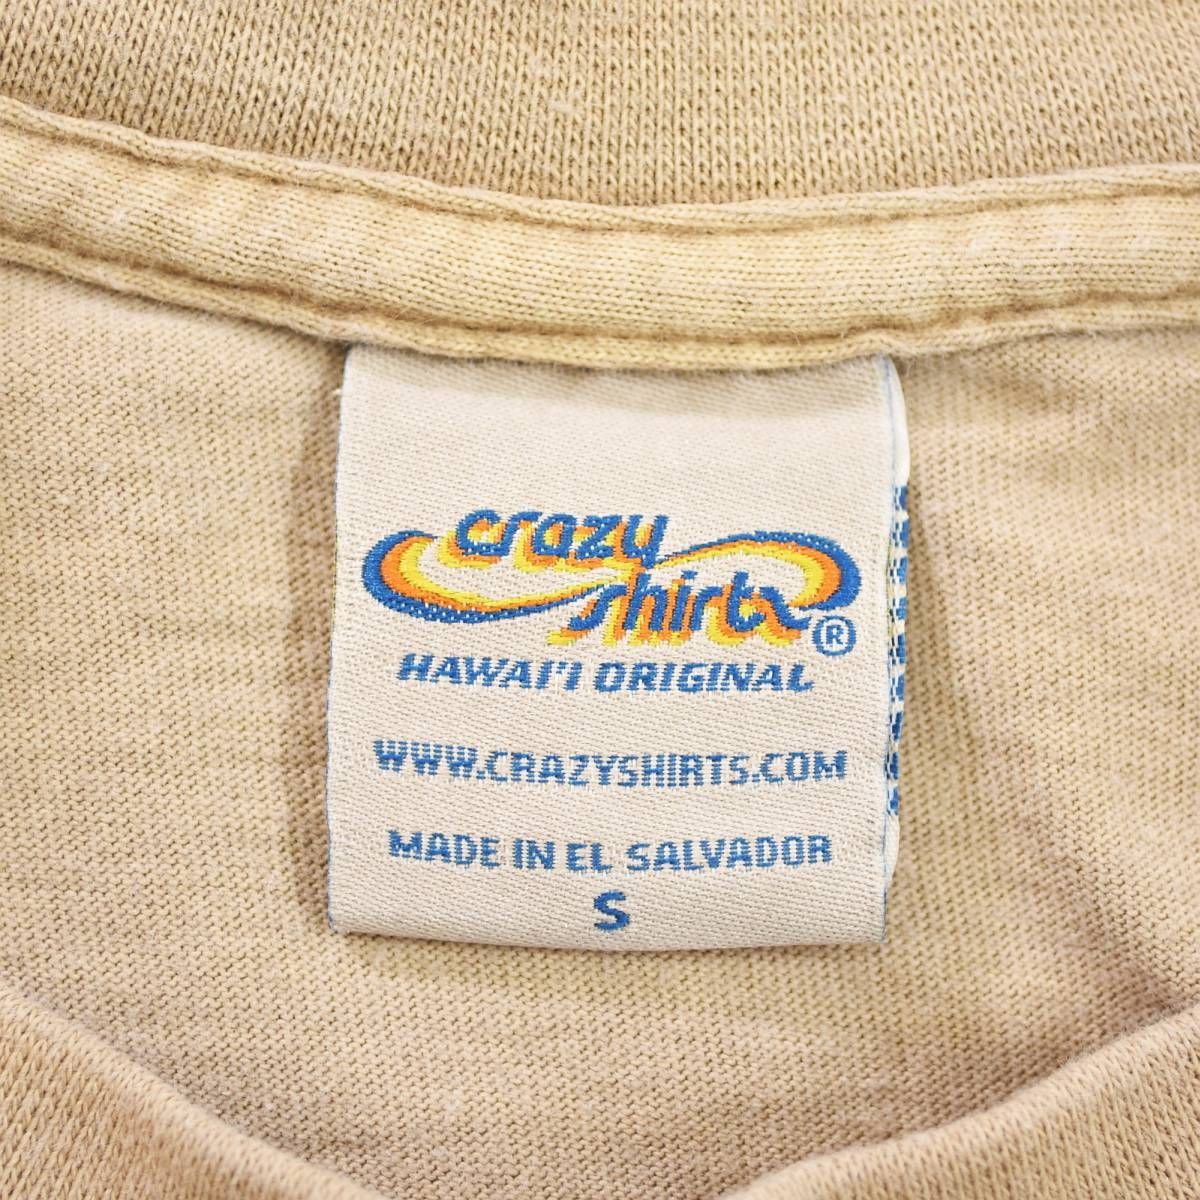 crazy
shirts®
HAWAI'I ORIGINAL
WWW.CRAZYSHIRTS.COM
MADE IN EL SALVADOR
S